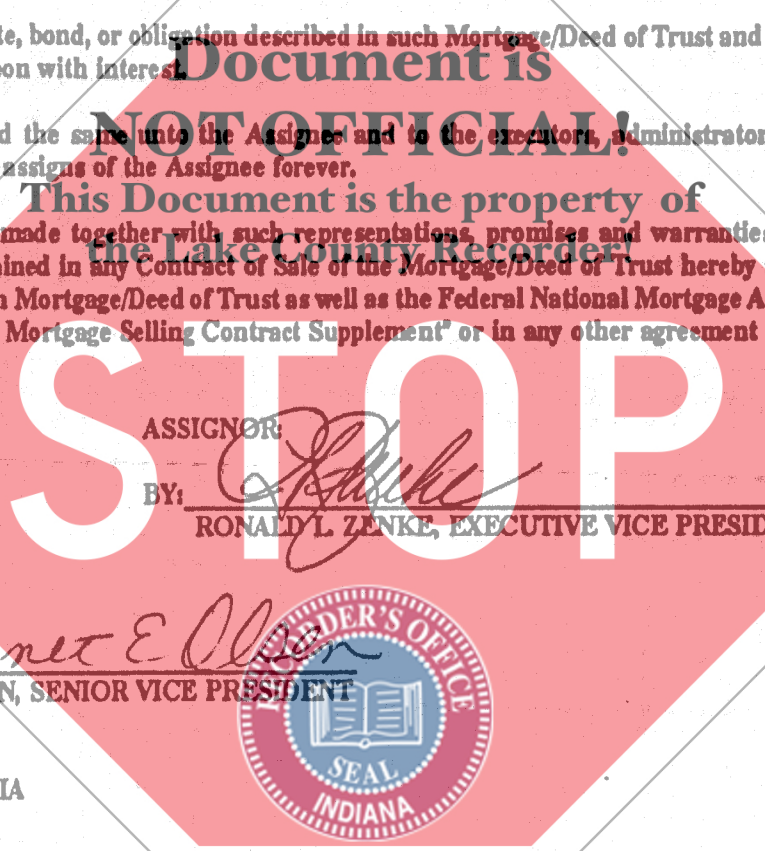 te, bond, or obligation described in such Mortgage/Deed of Trust and
Document is
on with interest
NOT OFFICIAL!
d the same unto the Assignee and to the executors, administrator
assigns of the Assignee forever.
This Document is the property of
made together with such representations, promises and warrantie
the Lake County Recorder!
ined in any Contract of Sale of the Mortgage/Deed of Trust hereby
n Mortgage/Deed of Trust as well as the Federal National Mortgage A
Mortgage Selling Contract Supplement" or in any other agreement
STOP
ASSIGNOR:
BY:
RONALD L. ZENKE, EXECUTIVE VICE PRESID
net E Olsen
N, SENIOR VICE PRESIDENT
RECORDER'S OFFICE
SEAL
INDIANA
IA